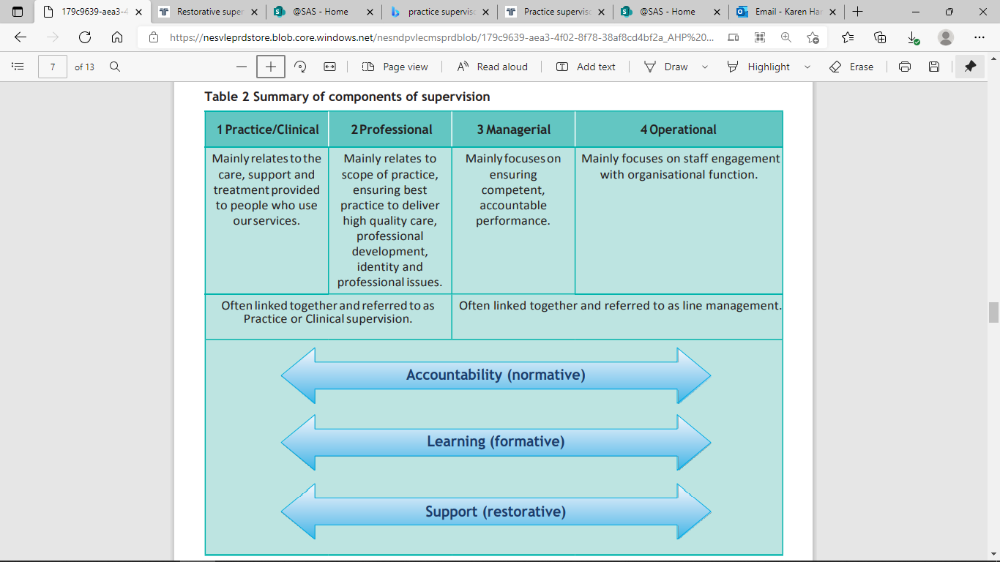 179c9639-aea3-4
Restorative super
@SAS - Home
practice supervisc
Practice supervisc
@SAS - Home
Email - Karen Har
https://nesvleprdstore.blob.core.windows.net/nesndpvlecmsprdblob/179c9639-aea3-4f02-8f78-38af8cd4bf2a_AHP%20...
7 of 13
Page view
Read aloud
Add text
Draw
Highlight
Erase
Table 2 Summary of components of supervision
1 Practice/Clinical
2 Professional
3 Managerial
4 Operational
Mainly relates to the
care, support and
treatment provided
to people who use
our services.
Mainly relates to
scope of practice,
ensuring best
practice to deliver
high quality care,
professional
development,
identity and
professional issues.
Mainly focuses on
ensuring
competent,
accountable
performance.
Mainly focuses on staff engagement
with organisational function.
Often linked together and referred to as
Practice or Clinical supervision.
Often linked together and referred to as line management.
Accountability (normative)
Learning (formative)
Support (restorative)